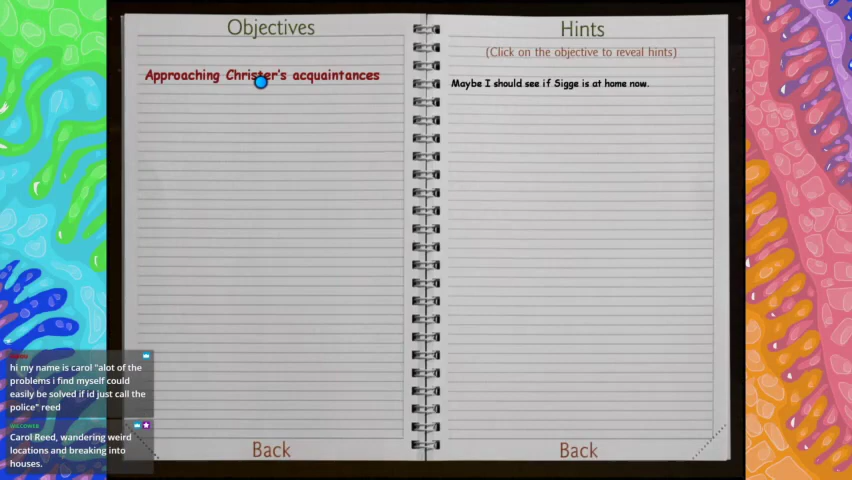 Objectives
Approaching Christer's acquaintances
Back
Hints
(Click on the objective to reveal hints)
Maybe I should see if Sigge is at home now.
Back
hi my name is carol "alot of the
problems i find myself could
easily be solved if id just call the
police" reed
Carol Reed, wandering weird
locations and breaking into
houses.